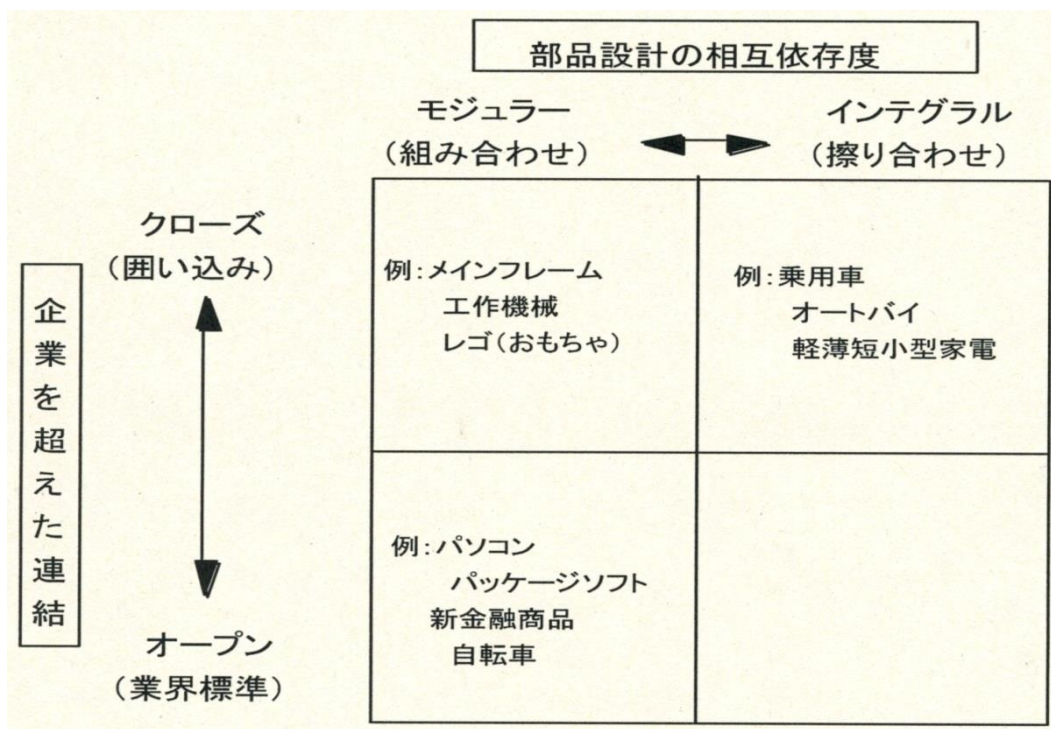 部品設計の相互依存度
モジュラー
(組み合わせ)
インテグラル
(擦り合わせ)
クローズ
(囲い込み)
企業を超えた連結
オープン
(業界標準)
例:メインフレーム
工作機械
レゴ(おもちゃ)
例:乗用車
オートバイ
軽薄短小型家電
例:パソコン
パッケージソフト
新金融商品
自転車